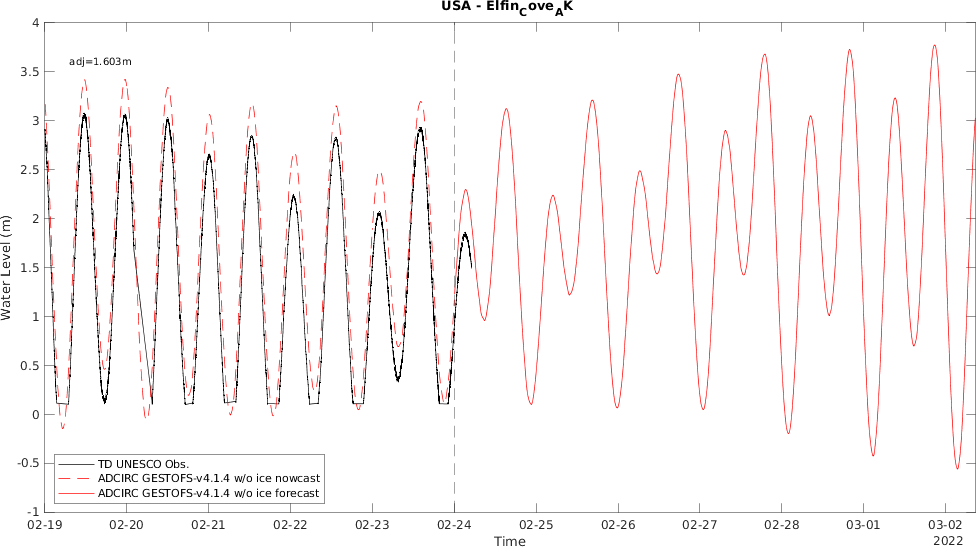 USA - Elfin_Cove_AK
adj=1.603m
4
3.5
3
2.5
2
1.5
1
0.5
0
-0.5
-1
Water Level (m)
TD UNESCO Obs.
ADCIRC GESTOFS-v4.1.4 w/o ice nowcast
ADCIRC GESTOFS-v4.1.4 w/o ice forecast
02-19 02-20 02-21 02-22 02-23 02-24 02-25 02-26 02-27 02-28 03-01 03-02
Time
2022